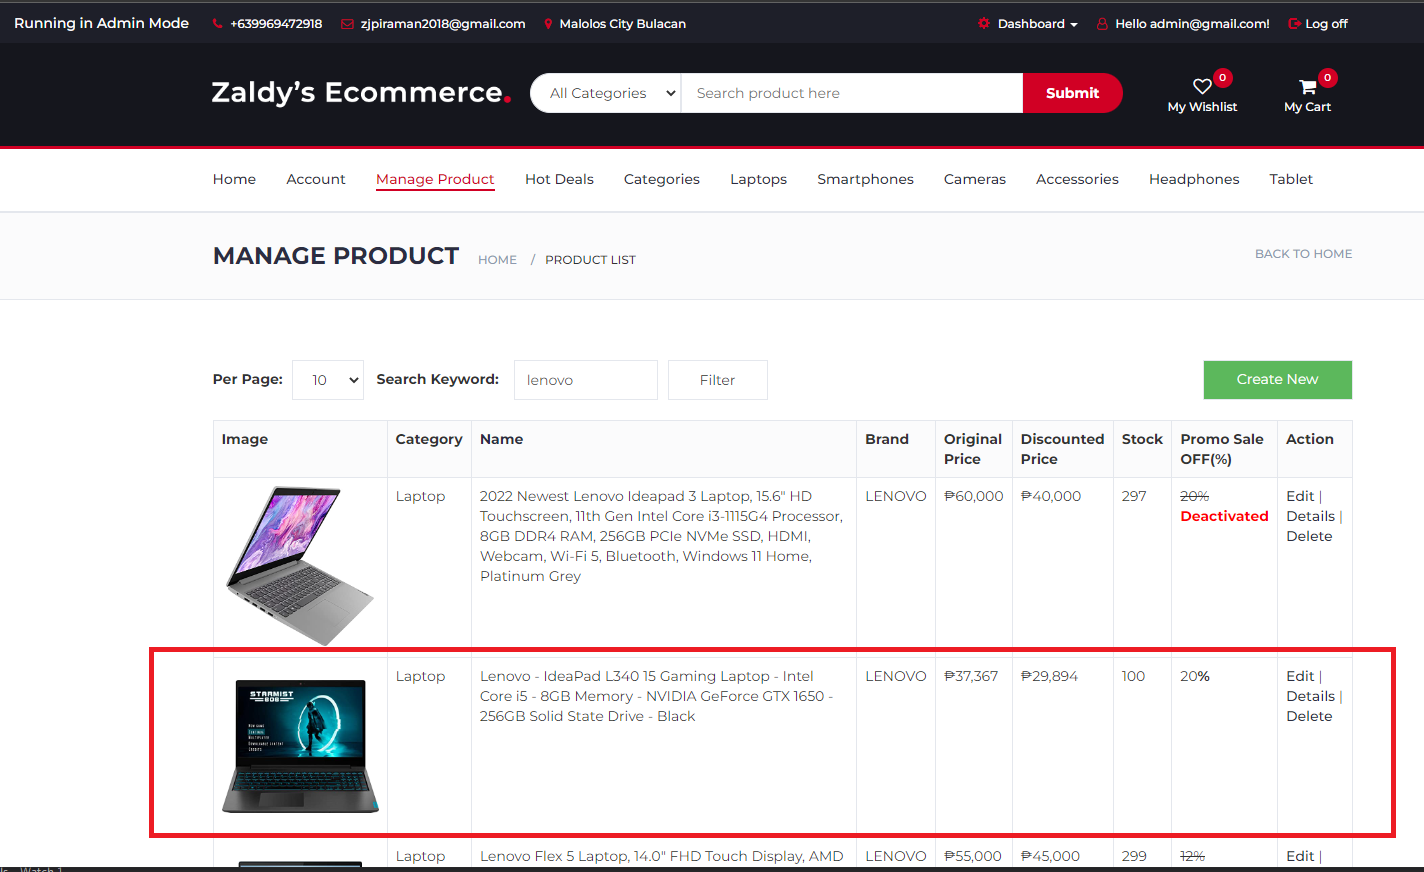 Running in Admin Mode +639969472918 zjpiraman2018@gmail.com Malolos City Bulacan Dashboard Hello admin@gmail.com! Log off
Zaldy's Ecommerce. All Categories Search product here Submit
0 0
My Wishlist My Cart
Home Account Manage Product Hot Deals Categories Laptops Smartphones Cameras Accessories Headphones Tablet
MANAGE PRODUCT HOME / PRODUCT LIST BACK TO HOME
Per Page: 10 Search Keyword: lenovo Filter Create New
Image Category Name Brand Original Discounted Stock Promo Sale Action
Price Price OFF(%)
Laptop 2022 Newest Lenovo Ideapad 3 Laptop, 15.6" HD LENOVO ₱60,000 ₱40,000 297 20% Edit |
Touchscreen, 11th Gen Intel Core i3-1115G4 Processor, Deactivated Details |
8GB DDR4 RAM, 256GB PCIe NVMe SSD, HDMI, Delete
Webcam, Wi-Fi 5, Bluetooth, Windows 11 Home,
Platinum Grey
Laptop Lenovo - IdeaPad L340 15 Gaming Laptop - Intel LENOVO ₱37,367 ₱29,894 100 20% Edit |
Core i5 - 8GB Memory - NVIDIA GeForce GTX 1650 - Details |
256GB Solid State Drive - Black Delete
STARMIST
NEW GAME
CONTINUE
MULTIPLAYER
DOWNLOADABLE CONTENT
CREDITS
Laptop Lenovo Flex 5 Laptop, 14.0" FHD Touch Display, AMD LENOVO ₱55,000 ₱45,000 299 12% Edit |